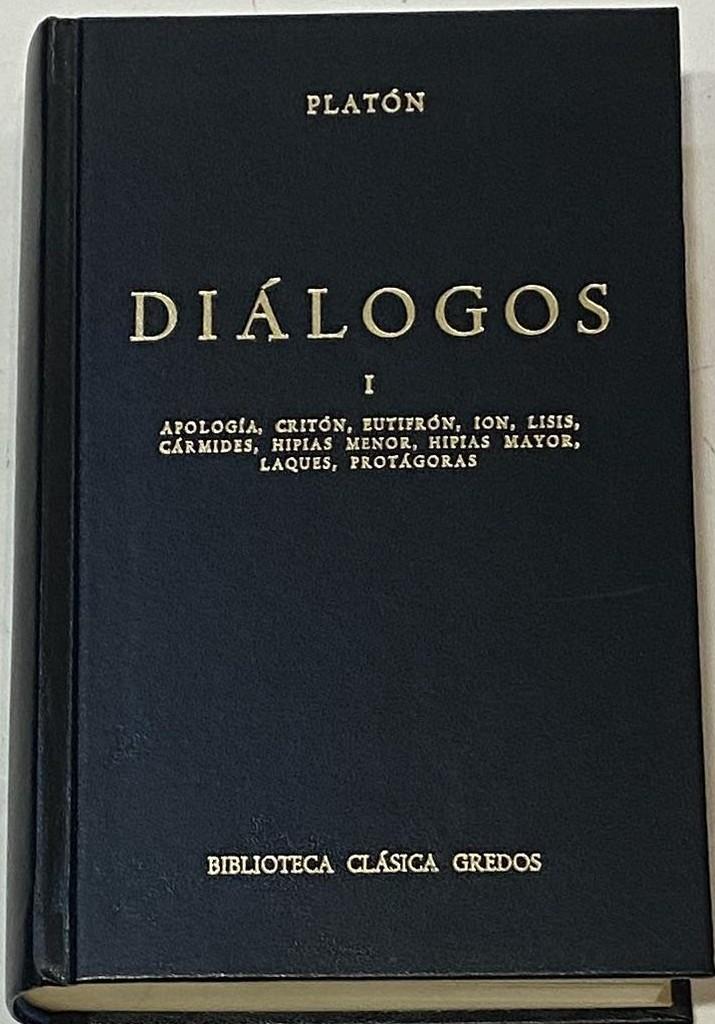 PLATÓN
DIÁLOGOS
I
APOLOGÍA, CRITÓN, EUTIFRÓN, ION, LISIS,
CÁRMIDES, HIPIAS MENOR, HIPIAS MAYOR,
LAQUES, PROTÁGORAS
BIBLIOTECA CLÁSICA GREDOS